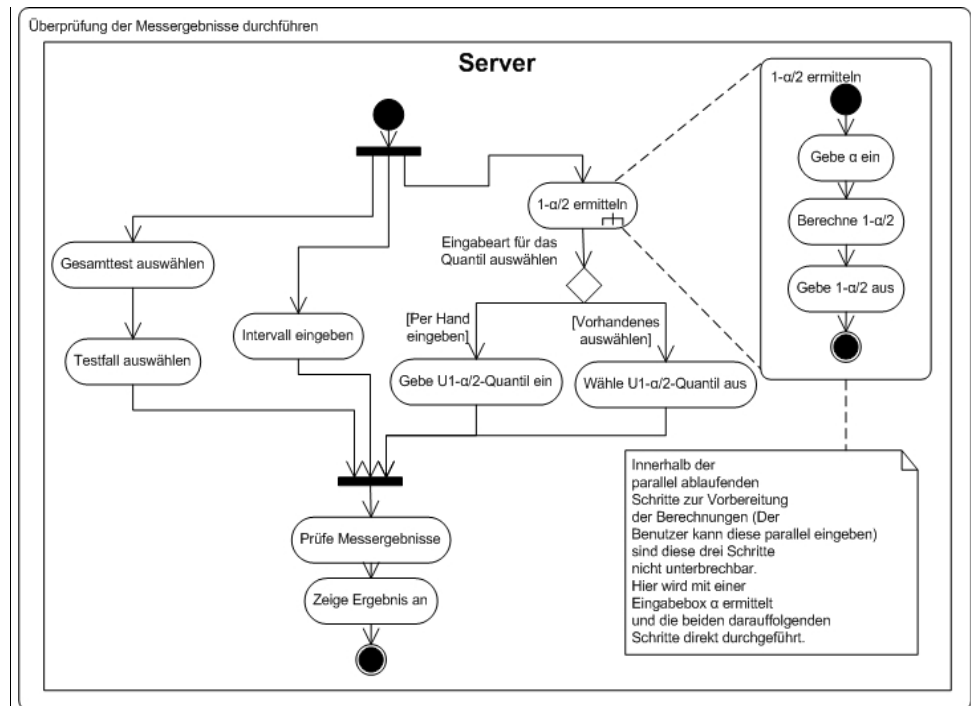 Überprüfung der Messergebnisse durchführen
Server
1-α/2 ermitteln
Gebe α ein
Berechne 1-α/2
Gebe 1-α/2 aus
1-α/2 ermitteln
Eingabeart für das
Quantil auswählen
Gesamttest auswählen
Testfall auswählen
Intervall eingeben
[Per Hand
eingeben]
[Vorhandenes
auswählen]
Gebe U1-α/2-Quantil ein
Wähle U1-α/2-Quantil aus
Prüfe Messergebnisse
Zeige Ergebnis an
Innerhalb der
parallel ablaufenden
Schritte zur Vorbereitung
der Berechnungen (Der
Benutzer kann diese parallel eingeben)
sind diese drei Schritte
nicht unterbrechbar.
Hier wird mit einer
Eingabebox α ermittelt
und die beiden darauffolgenden
Schritte direkt durchgeführt.